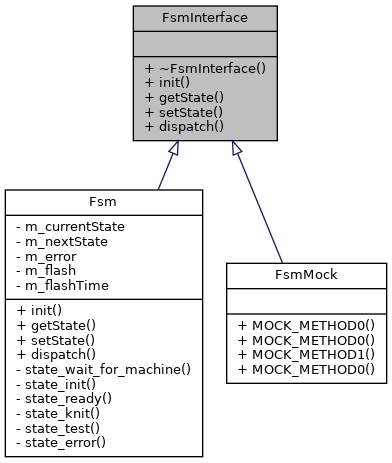 FsmInterface
+ ~FsmInterface()
+ init()
+ getState()
+ setState()
+ dispatch()
Fsm
- m_currentState
- m_nextState
- m_error
- m_flash
- m_flashTime
+ init()
+ getState()
+ setState()
+ dispatch()
- state_wait_for_machine()
- state_init()
- state_ready()
- state_knit()
- state_test()
- state_error()
FsmMock
+ MOCK_METHOD0()
+ MOCK_METHOD0()
+ MOCK_METHOD1()
+ MOCK_METHOD0()